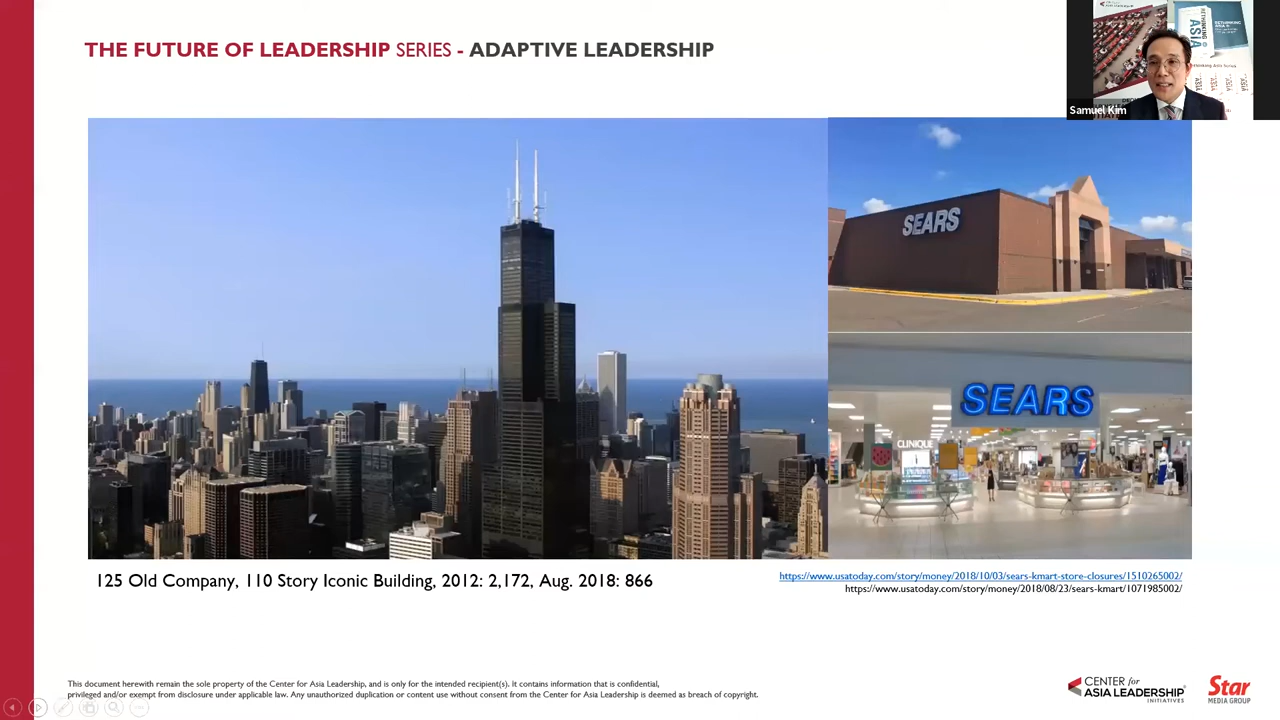 THE FUTURE OF LEADERSHIP SERIES - ADAPTIVE LEADERSHIP
RETHINKING
ASIA
Samuel Kim
SEARS
SEARS
CLINIQUE
125 Old Company, 110 Story Iconic Building, 2012: 2,172, Aug. 2018: 866
https://www.usatoday.com/story/money/2018/10/03/sears-kmart-store-closures/1510265002/
https://www.usatoday.com/story/money/2018/08/23/sears-kmart/1071985002/
This document herewith remain the sole property of the Center for Asia Leadership, and is only for the intended recipient(s). It contains information that is confidential,
privileged and/or exempt from disclosure under applicable law. Any unauthorized duplication or content use without consent from the Center for Asia Leadership is deemed as breach of copyright.
CENTER for
ASIA LEADERSHIP
INITIATIVES
Star
MEDIA GROUP